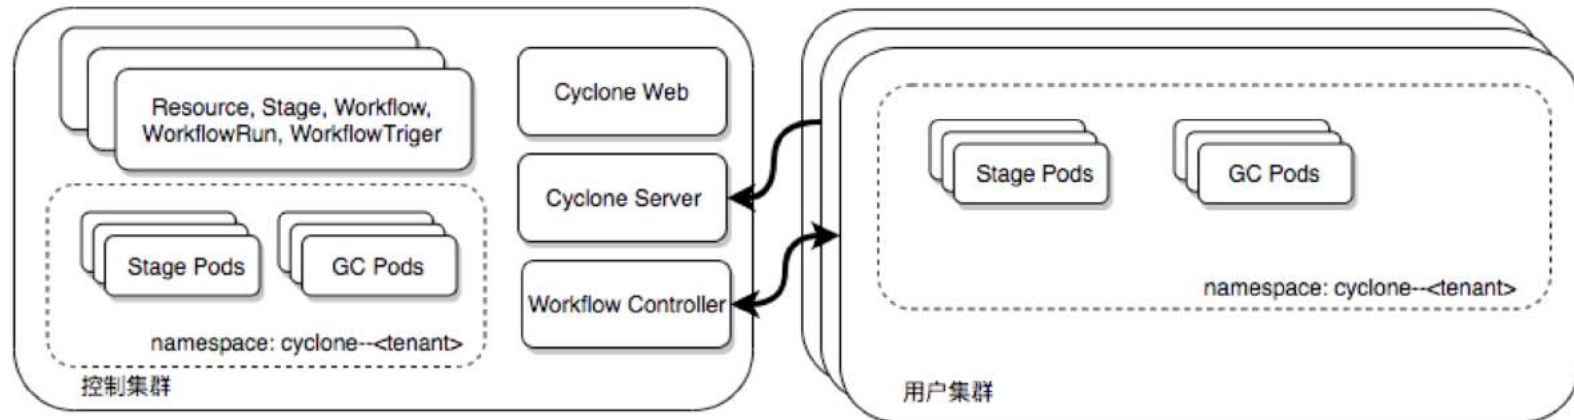 Resource, Stage, Workflow,
WorkflowRun, WorkflowTriger
Cyclone Web
Cyclone Server
Workflow Controller
Stage Pods
GC Pods
namespace: cyclone--<tenant>
控制集群
Stage Pods
GC Pods
namespace: cyclone--<tenant>
用户集群